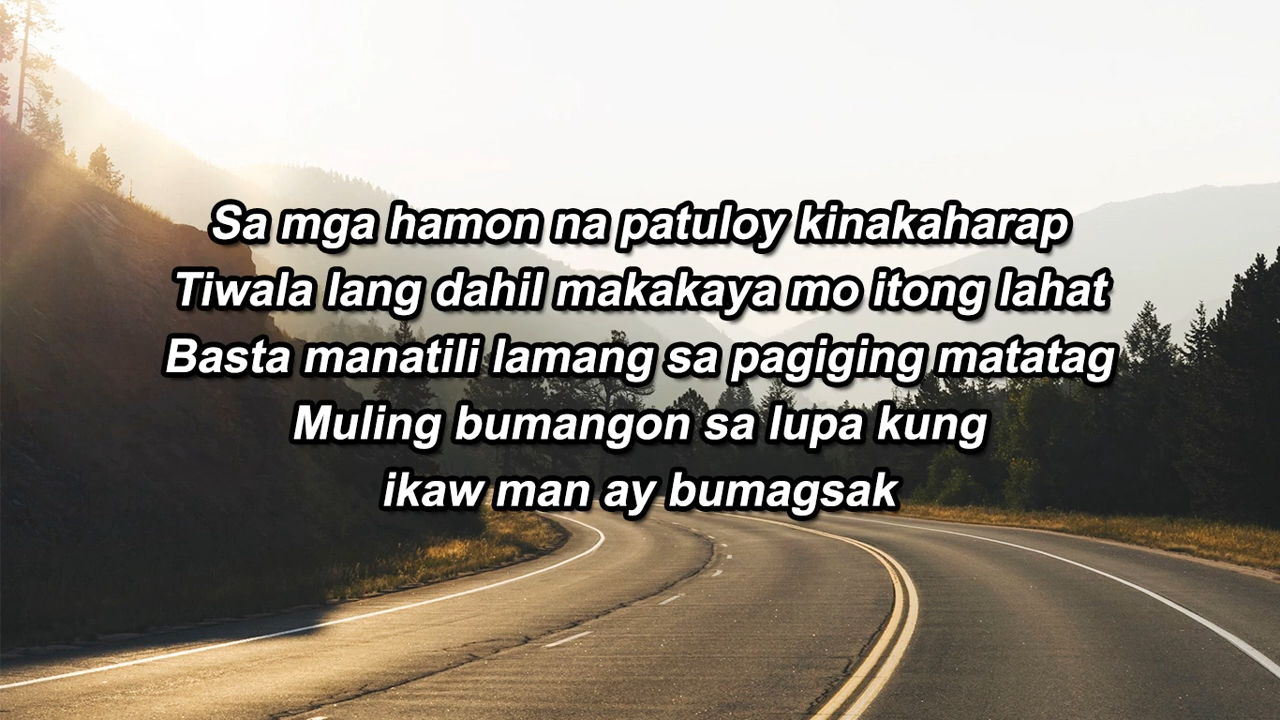 Sa mga hamon na patuloy kinakaharap
Tiwala lang dahil makakaya mo itong lahat
Basta manatili lamang sa pagiging matatag
Muling bumangon sa lupa kung
ikaw man ay bumagsak